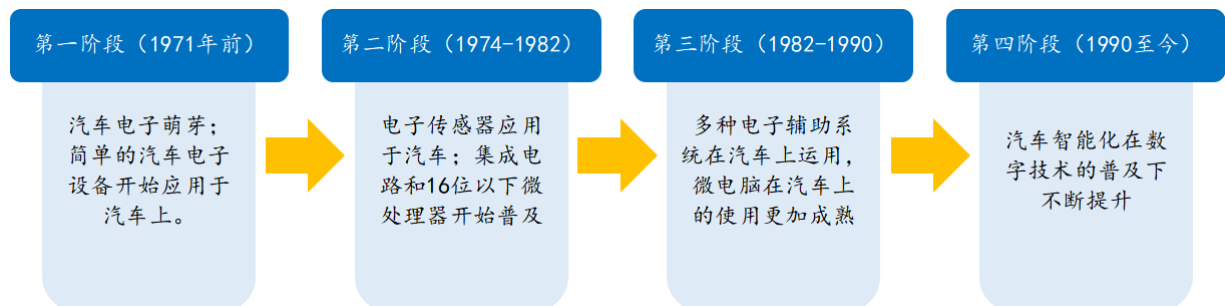 第一阶段（1971年前）
汽车电子萌芽；
简单的汽车电子
设备开始应用于
汽车上。
第二阶段（1974-1982）
电子传感器应用
于汽车；集成电
路和16位以下微
处理器开始普及
第三阶段（1982-1990）
多种电子辅助系
统在汽车上运用，
微电脑在汽车上
的使用更加成熟
第四阶段（1990至今）
汽车智能化在数
字技术的普及下
不断提升